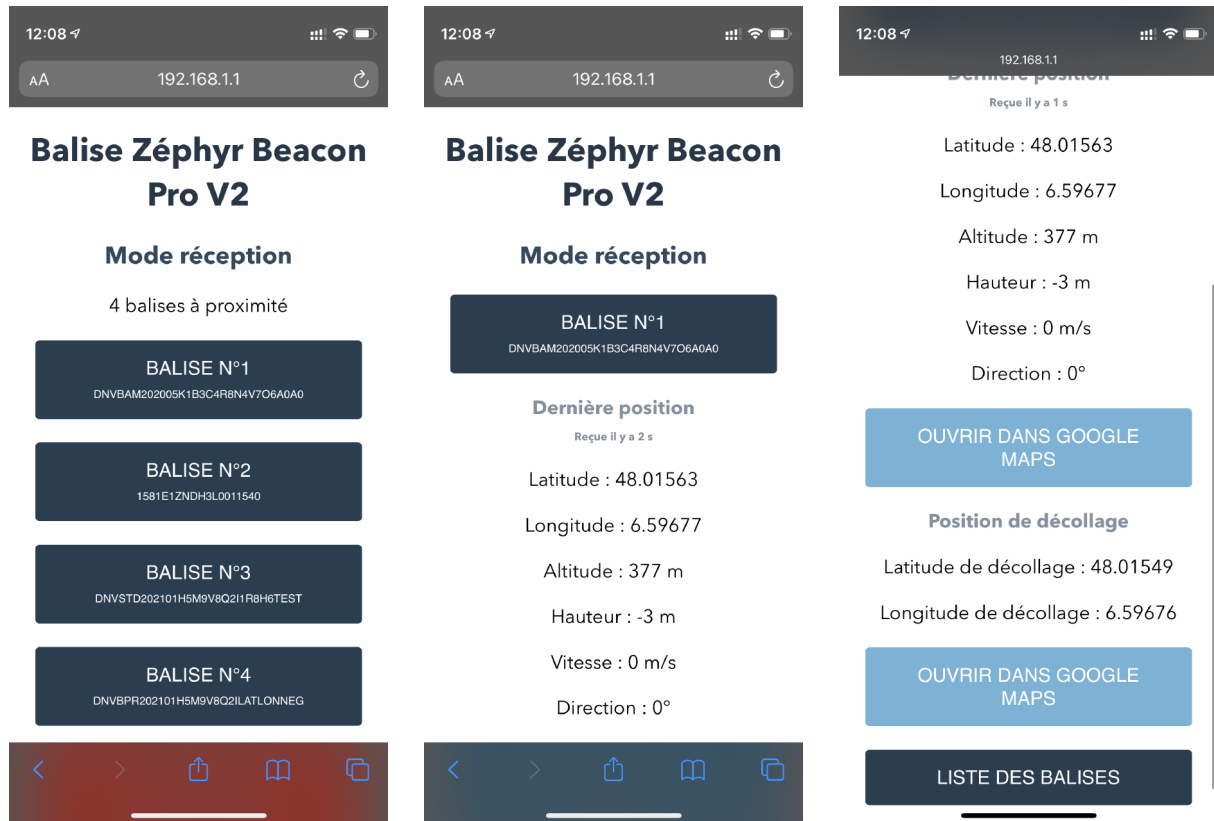 12:08
AA 192.168.1.1
Balise Zéphyr Beacon
Pro V2
Mode réception
4 balises à proximité
BALISE N°1
DNVBAM202005K1B3C4R8N4V7O6A0A0
BALISE N°2
1581E1ZNDH3L0011540
BALISE N°3
DNVSTD202101H5M9V8Q2I1R8H6TEST
BALISE N°4
DNVBPR202101H5M9V8Q2ILATLONNEG
12:08
AA 192.168.1.1
Balise Zéphyr Beacon
Pro V2
Mode réception
BALISE N°1
DNVBAM202005K1B3C4R8N4V7O6A0A0
Dernière position
Reçue il y a 2 s
Latitude : 48.01563
Longitude : 6.59677
Altitude : 377 m
Hauteur : -3 m
Vitesse : 0 m/s
Direction : 0°
12:08
192.168.1.1
Dernière position
Reçue il y a 1 s
Latitude : 48.01563
Longitude : 6.59677
Altitude : 377 m
Hauteur : -3 m
Vitesse : 0 m/s
Direction : 0°
OUVRIR DANS GOOGLE
MAPS
Position de décollage
Latitude de décollage : 48.01549
Longitude de décollage : 6.59676
OUVRIR DANS GOOGLE
MAPS
LISTE DES BALISES